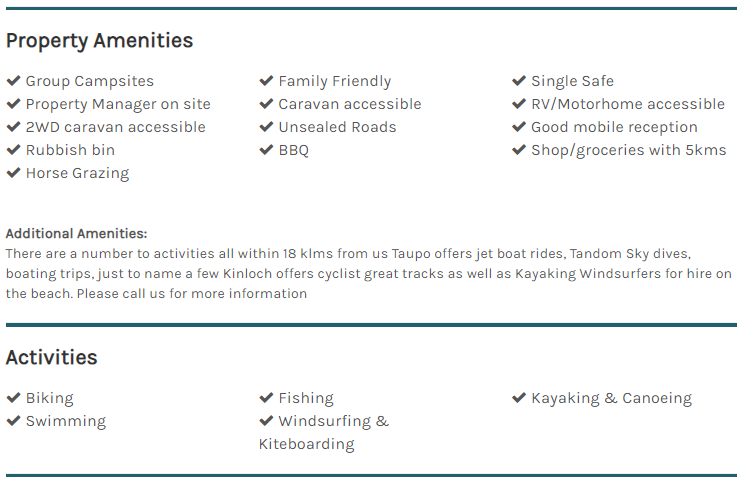 Property Amenities
Group Campsites
Family Friendly
Single Safe
Property Manager on site
Caravan accessible
RV/Motorhome accessible
2WD caravan accessible
Unsealed Roads
Good mobile reception
Rubbish bin
BBQ
Shop/groceries with 5kms
Horse Grazing
Additional Amenities:
There are a number to activities all within 18 klms from us Taupo offers jet boat rides, Tandom Sky dives,
boating trips, just to name a few Kinloch offers cyclist great tracks as well as Kayaking Windsurfers for hire on
the beach. Please call us for more information
Activities
Biking
Fishing
Kayaking & Canoeing
Swimming
Windsurfing &
Kiteboarding